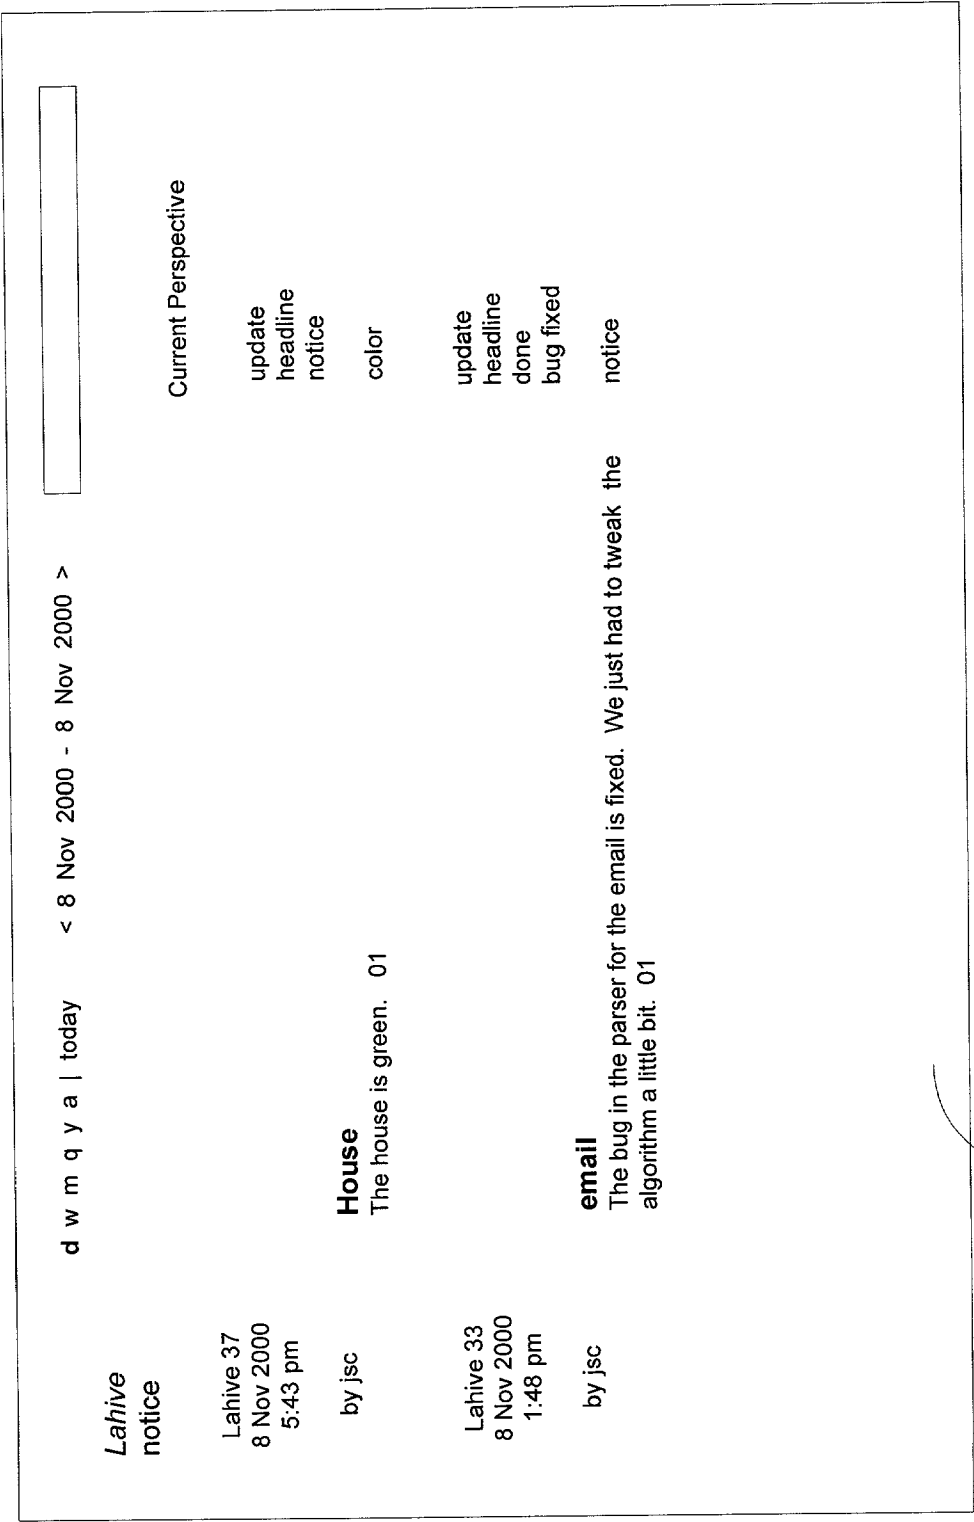 d w m q y a | today < 8 Nov 2000 - 8 Nov 2000 >
Lahive
notice
Current Perspective
Lahive 37
8 Nov 2000
5:43 pm
update
headline
notice
by jsc
House
The house is green. 01
color
Lahive 33
8 Nov 2000
1:48 pm
update
headline
done
bug fixed
by jsc
email
The bug in the parser for the email is fixed. We just had to tweak the
algorithm a little bit. 01
notice